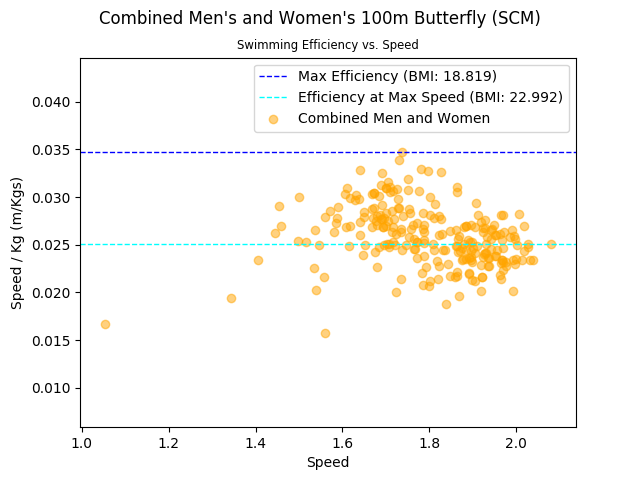 Combined Men's and Women's 100m Butterfly (SCM)
Swimming Efficiency vs. Speed
Max Efficiency (BMI: 18.819)
Efficiency at Max Speed (BMI: 22.992)
Combined Men and Women
Speed / Kg (m/Kgs)
0.040
0.035
0.030
0.025
0.020
0.015
0.010
1.0 1.2 1.4 1.6 1.8 2.0
Speed